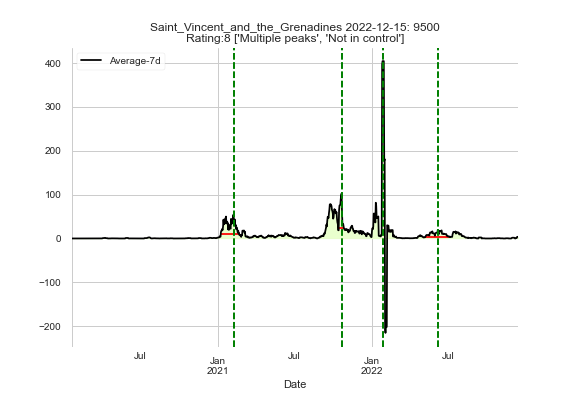 Saint_Vincent_and_the_Grenadines 2022-12-15: 9500
Rating:8 ['Multiple peaks', 'Not in control']
Average-7d
400
300
200
100
0
−100
−200
Jul
Jan
2021
Jul
Jan
2022
Jul
Date